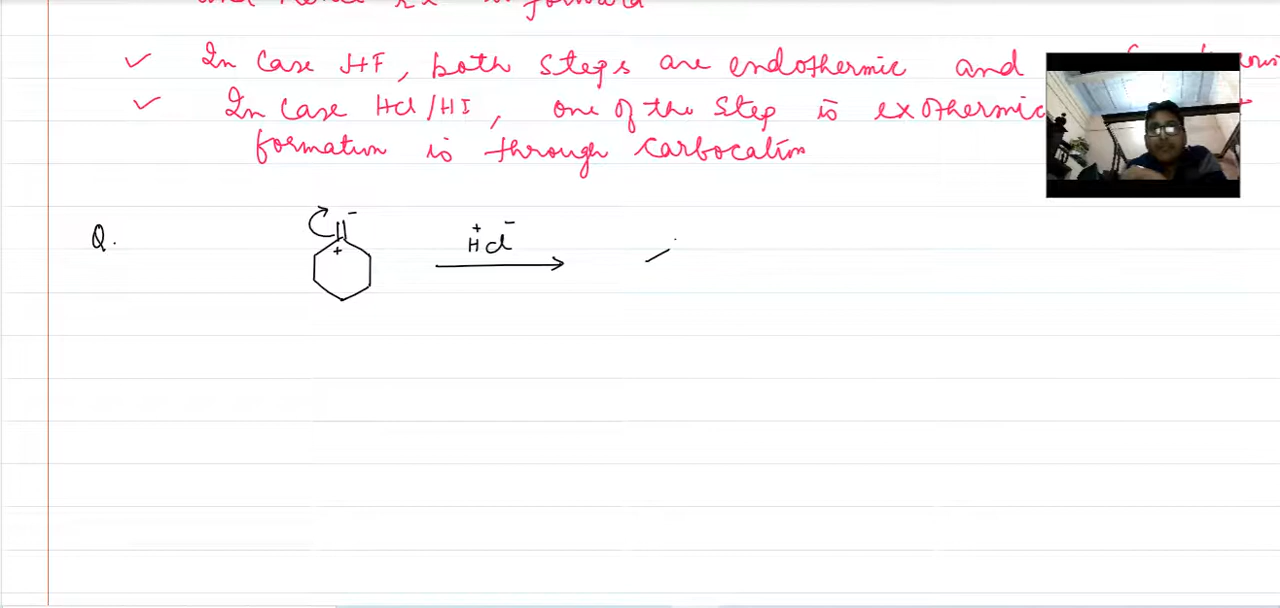 ✓ In Case HF, both steps are endothermic and
✓ In Case HCl/HI, one of the step is exothermic
formation is through carbocation
Q.
+ -
H Cl